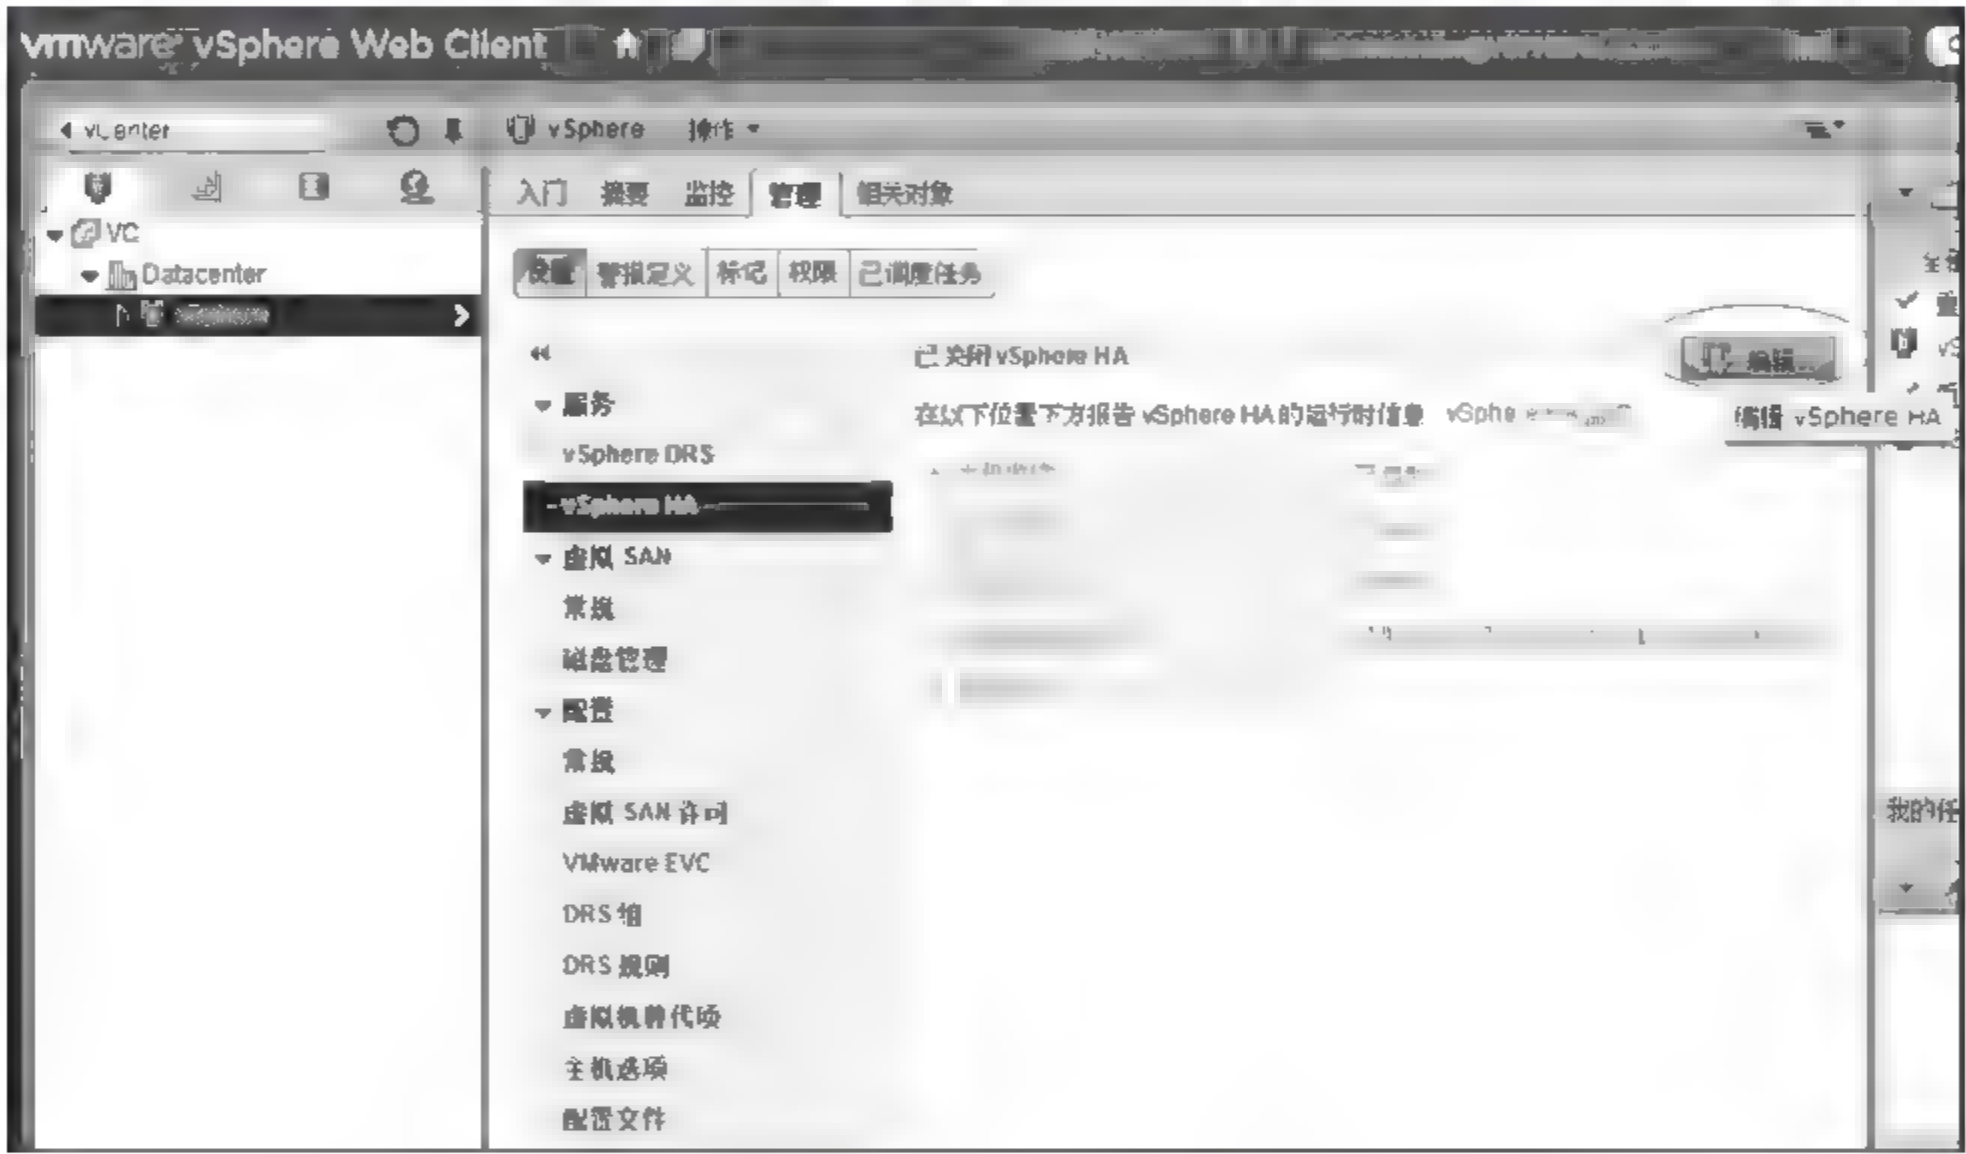 vmware vSphere Web Client
vCenter
vSphere 操作
入门 摘要 监控 管理 相关对象
VC
Datacenter
vSphere
设置 警报定义 标记 权限 已调度任务
已关闭 vSphere HA
编辑...
在以下位置下方报告 vSphere HA 的运行时信息
编辑 vSphere HA
服务
vSphere DRS
vSphere HA
虚拟 SAN
常规
磁盘管理
配置
常规
虚拟 SAN 许可
VMware EVC
DRS 组
DRS 规则
虚拟机替代项
主机选项
配置文件
我的任